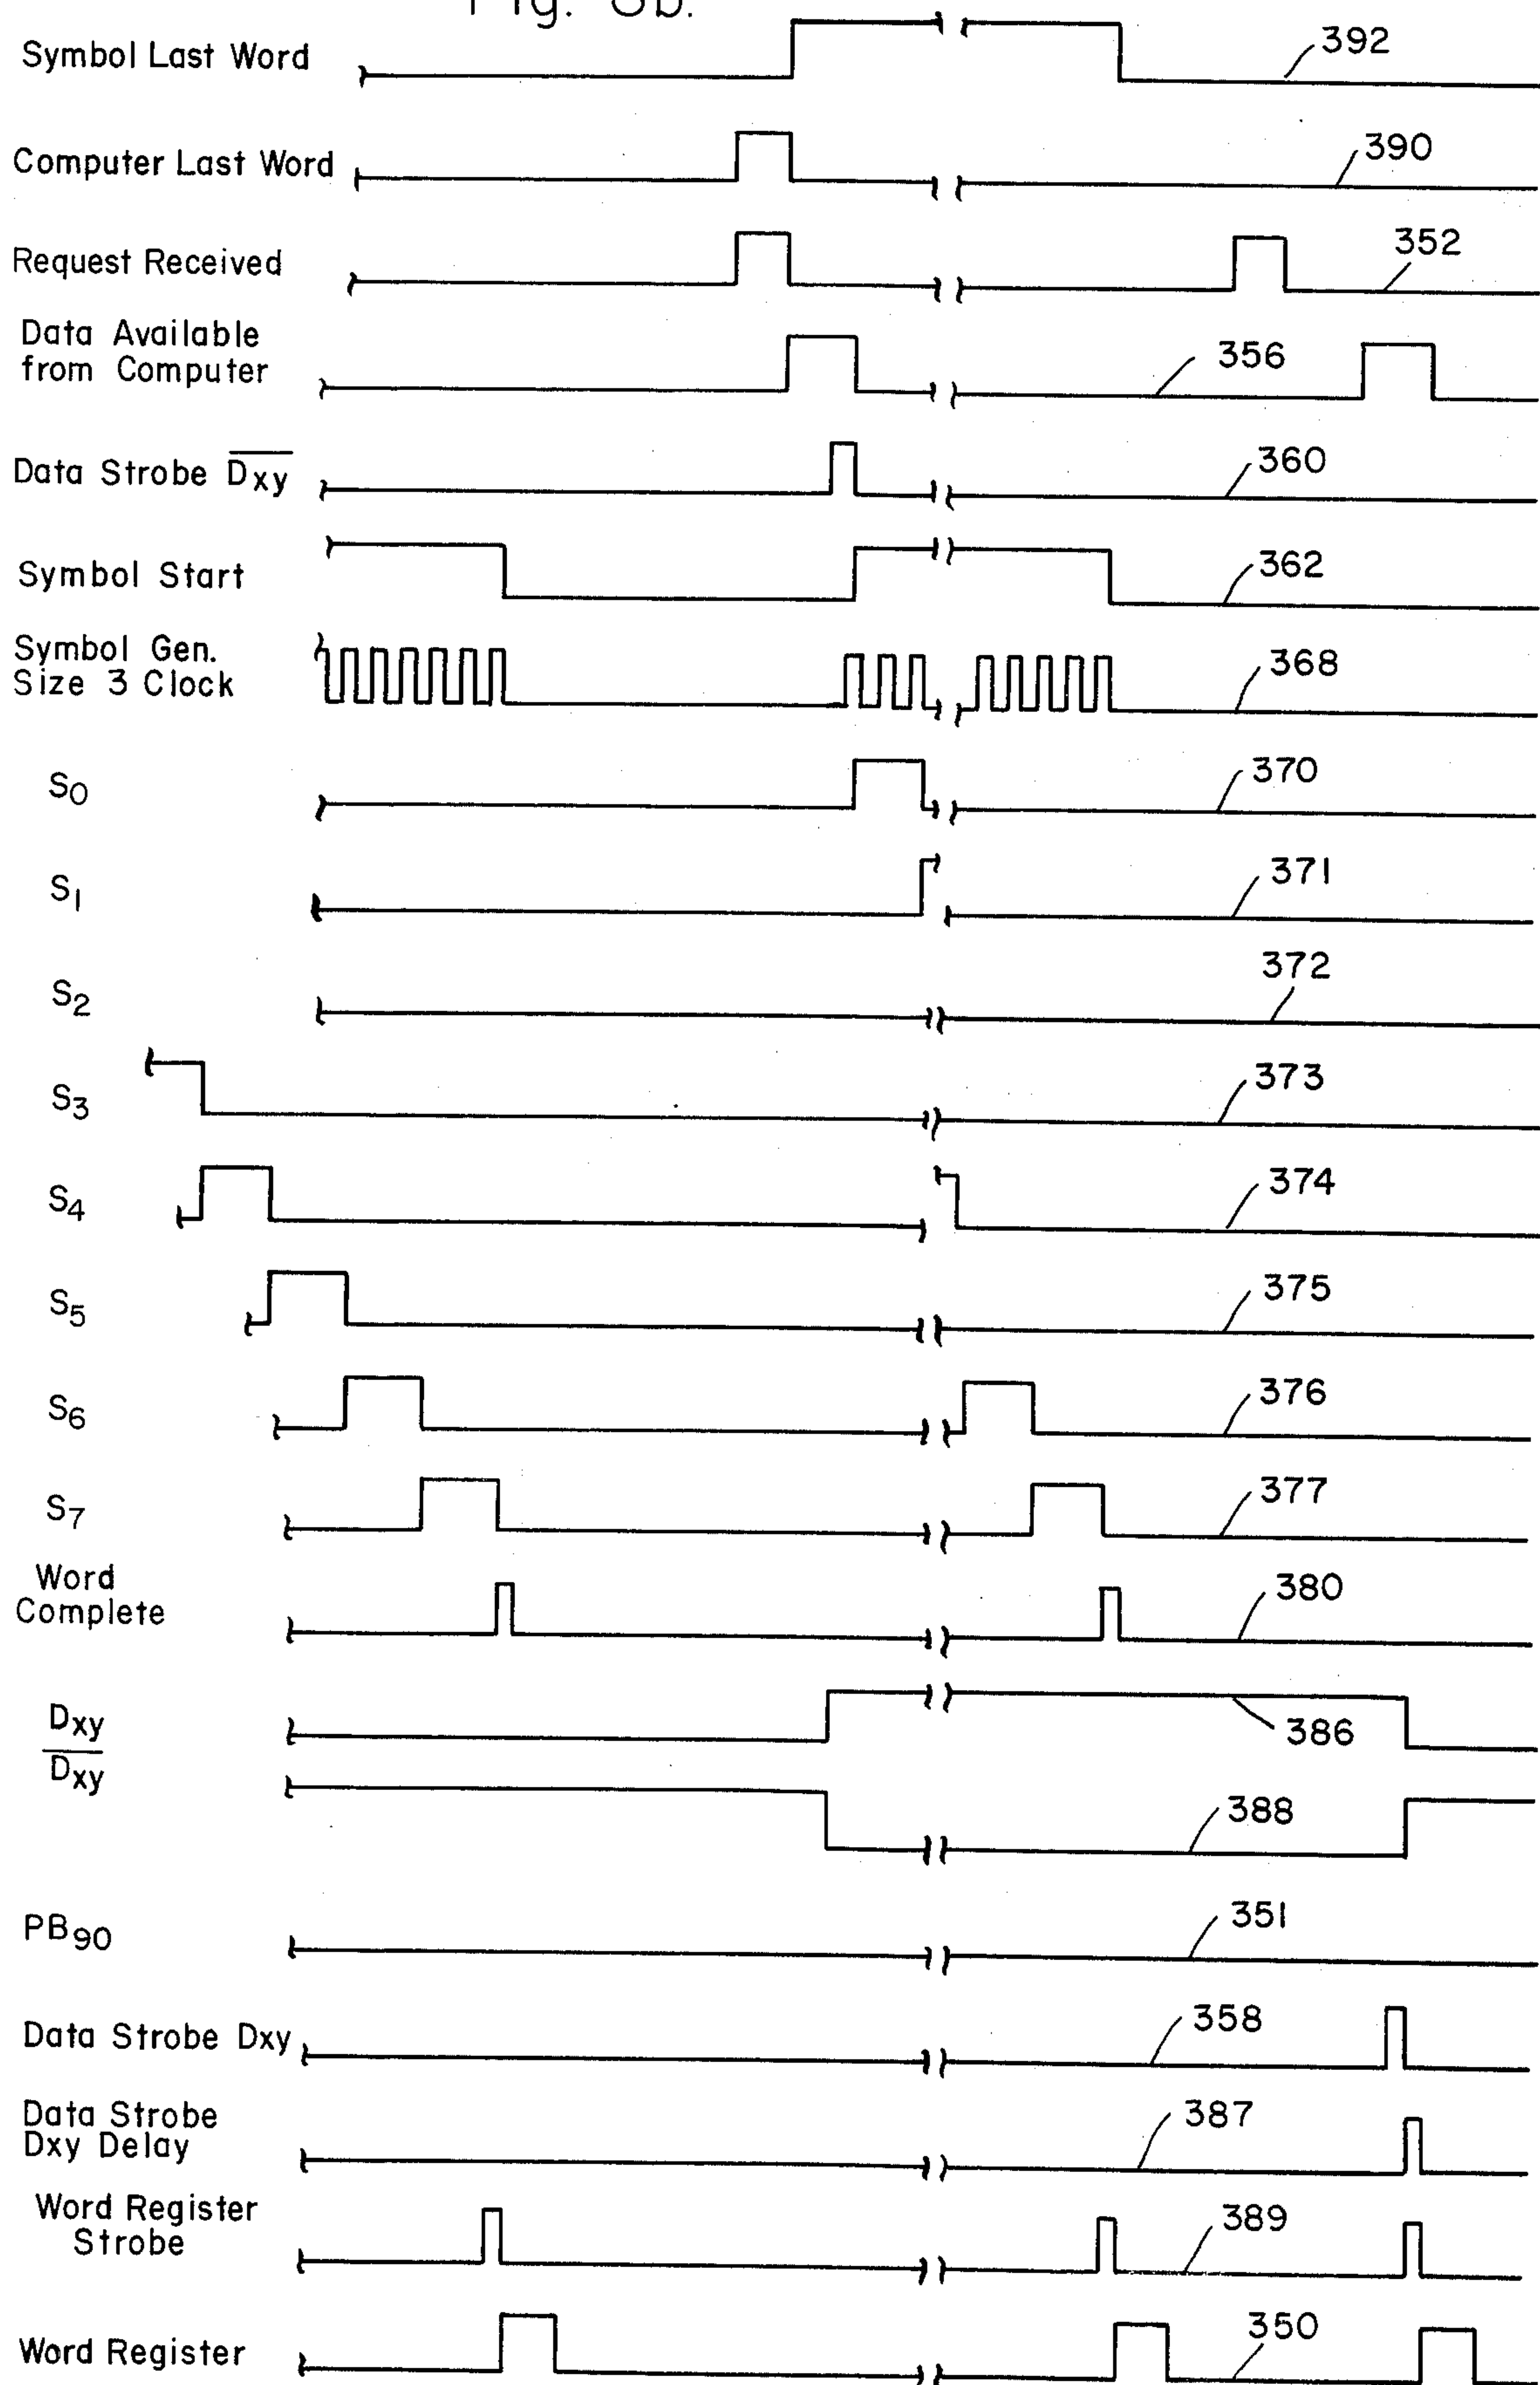 Fig. 8b.
Symbol Last Word 392
Computer Last Word 390
Request Received 352
Data Available
from Computer 356
Data Strobe D̅x̅y̅ 360
Symbol Start 362
Symbol Gen.
Size 3 Clock 368
S0 370
S1 371
S2 372
S3 373
S4 374
S5 375
S6 376
S7 377
Word
Complete 380
Dxy 386
D̅x̅y̅ 388
PB90 351
Data Strobe Dxy 358
Data Strobe
Dxy Delay 387
Word Register
Strobe 389
Word Register 350